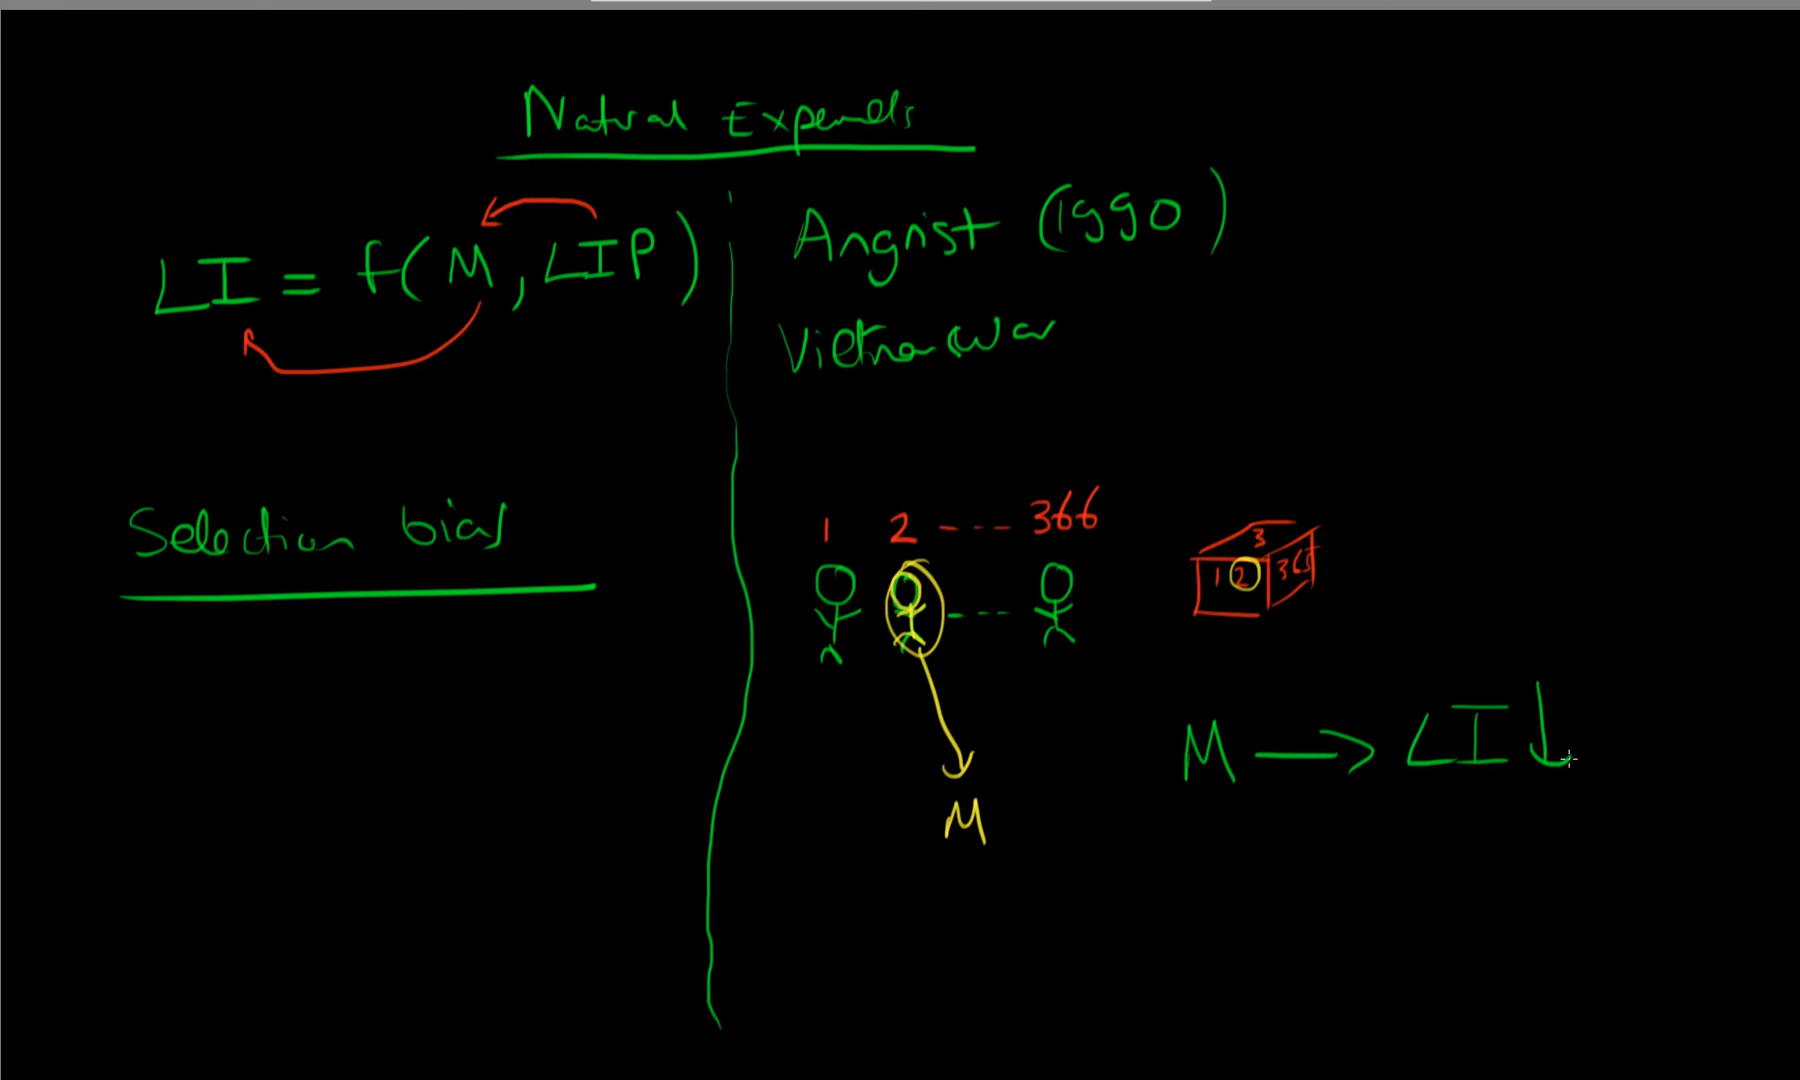 Natural Experiments
LI = f(M, LIP)
Selection bias
Angrist (1990)
Vietnam War
1 2 --- 366
3
1 2 365
M → LI ↓
M